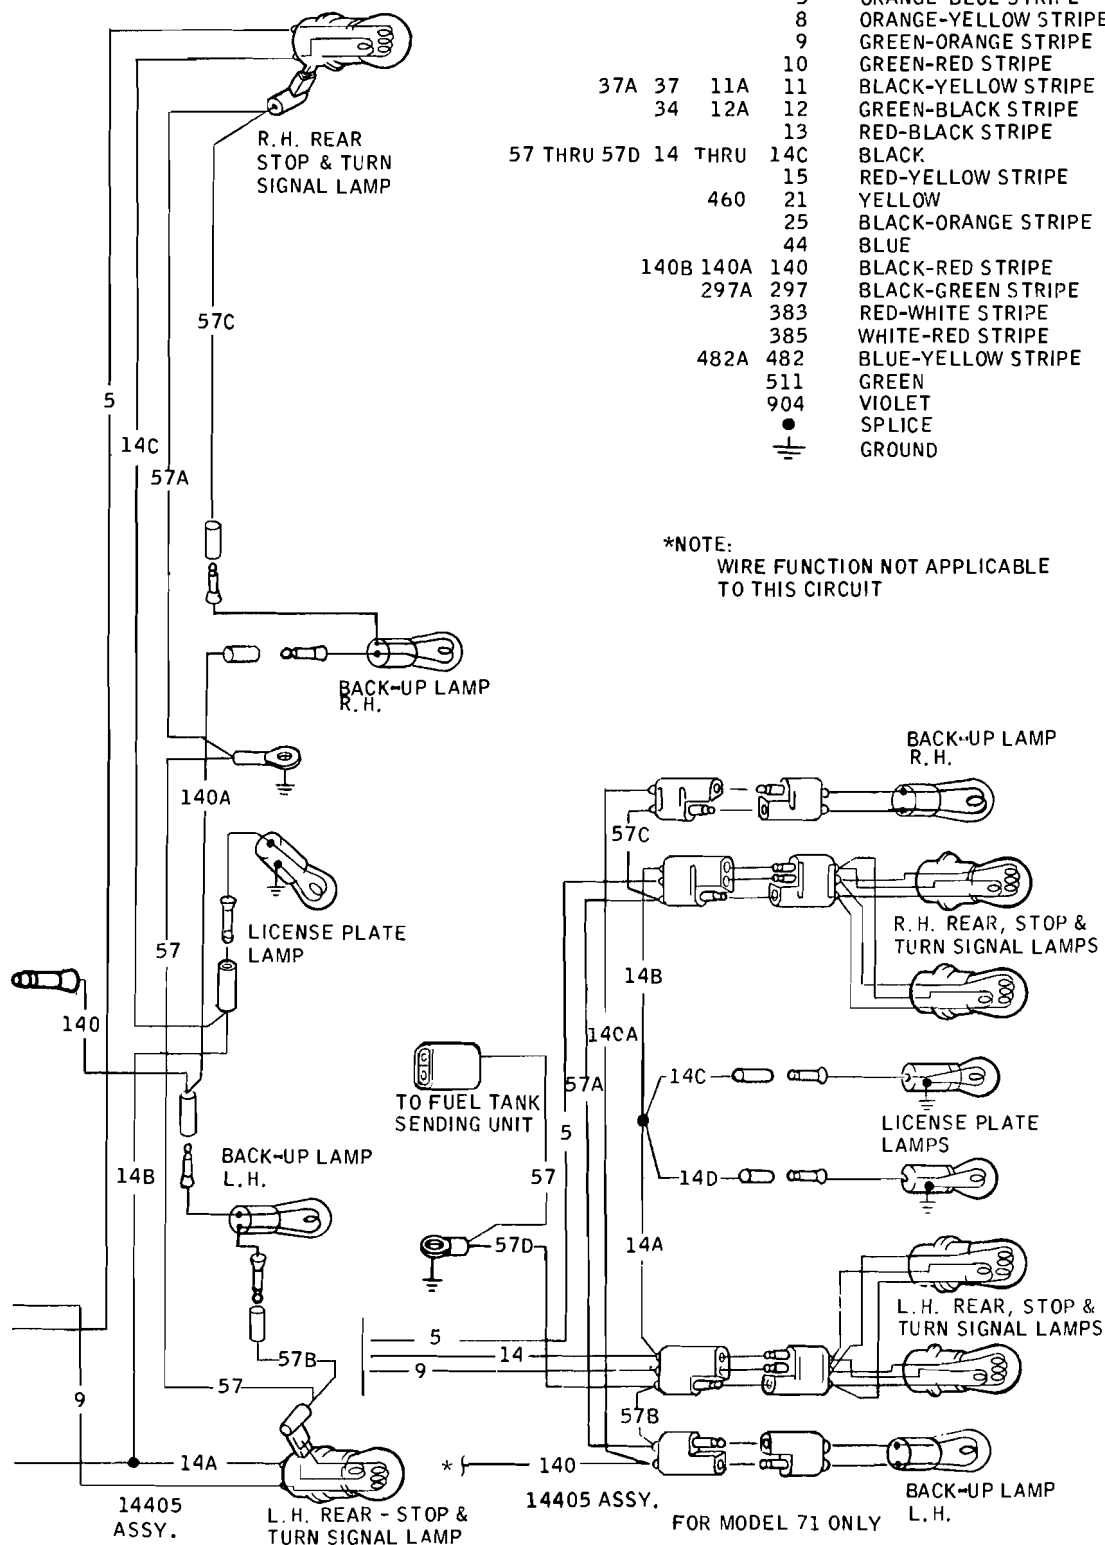 5 ORANGE-BLUE STRIPE
8 ORANGE-YELLOW STRIPE
9 GREEN-ORANGE STRIPE
10 GREEN-RED STRIPE
37A 37 11A 11 BLACK-YELLOW STRIPE
34 12A 12 GREEN-BLACK STRIPE
13 RED-BLACK STRIPE
57 THRU 57D 14 THRU 14C BLACK
15 RED-YELLOW STRIPE
460 21 YELLOW
25 BLACK-ORANGE STRIPE
44 BLUE
140B 140A 140 BLACK-RED STRIPE
297A 297 BLACK-GREEN STRIPE
383 RED-WHITE STRIPE
385 WHITE-RED STRIPE
482A 482 BLUE-YELLOW STRIPE
511 GREEN
904 VIOLET
SPLICE
GROUND
*NOTE:
WIRE FUNCTION NOT APPLICABLE
TO THIS CIRCUIT
R.H. REAR
STOP & TURN
SIGNAL LAMP
57C
5
14C
57A
BACK-UP LAMP
R.H.
140A
LICENSE PLATE
LAMP
57
140
14B
BACK-UP LAMP
L.H.
57B
57
9
14A
14405
ASSY.
L.H. REAR - STOP &
TURN SIGNAL LAMP
BACK-UP LAMP
R.H.
57C
R.H. REAR, STOP &
TURN SIGNAL LAMPS
14B
140A
57A
5
TO FUEL TANK
SENDING UNIT
57
57D
14C
LICENSE PLATE
LAMPS
14D
14A
L.H. REAR, STOP &
TURN SIGNAL LAMPS
5
14
9
57B
* 140
14405 ASSY.
BACK-UP LAMP
L.H.
FOR MODEL 71 ONLY